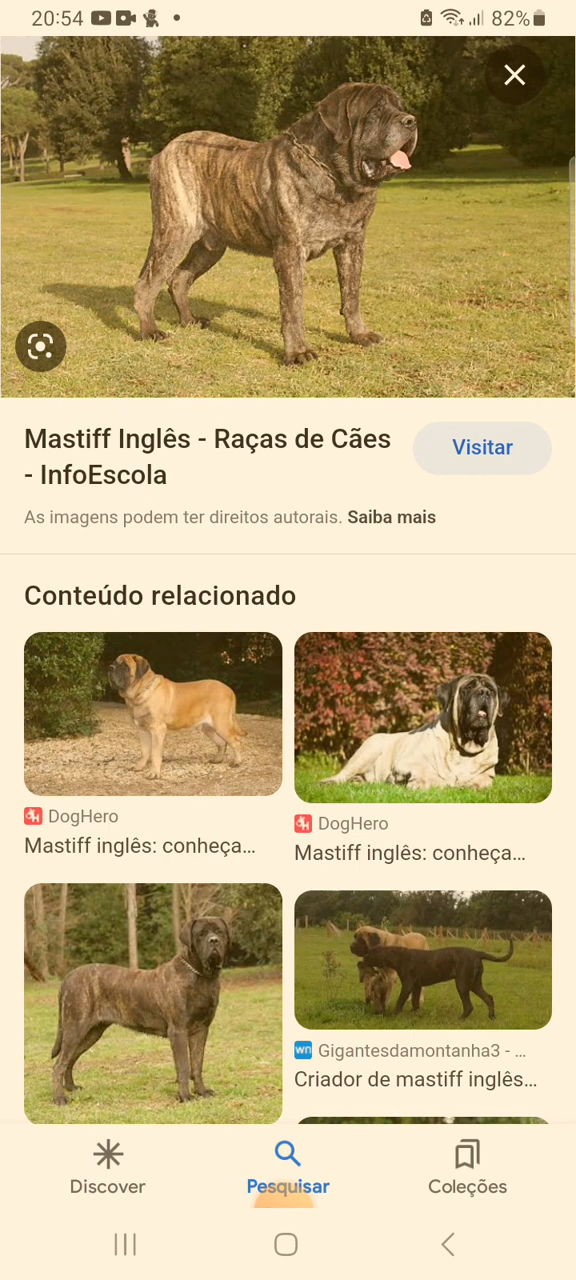 20:54
82%
Mastiff Inglês - Raças de Cães
- InfoEscola
Visitar
As imagens podem ter direitos autorais. Saiba mais
Conteúdo relacionado
DogHero
Mastiff inglês: conheça...
DogHero
Mastiff inglês: conheça...
wn
Gigantesdamontanha3 - ...
Criador de mastiff inglês...
Discover
Pesquisar
Coleções